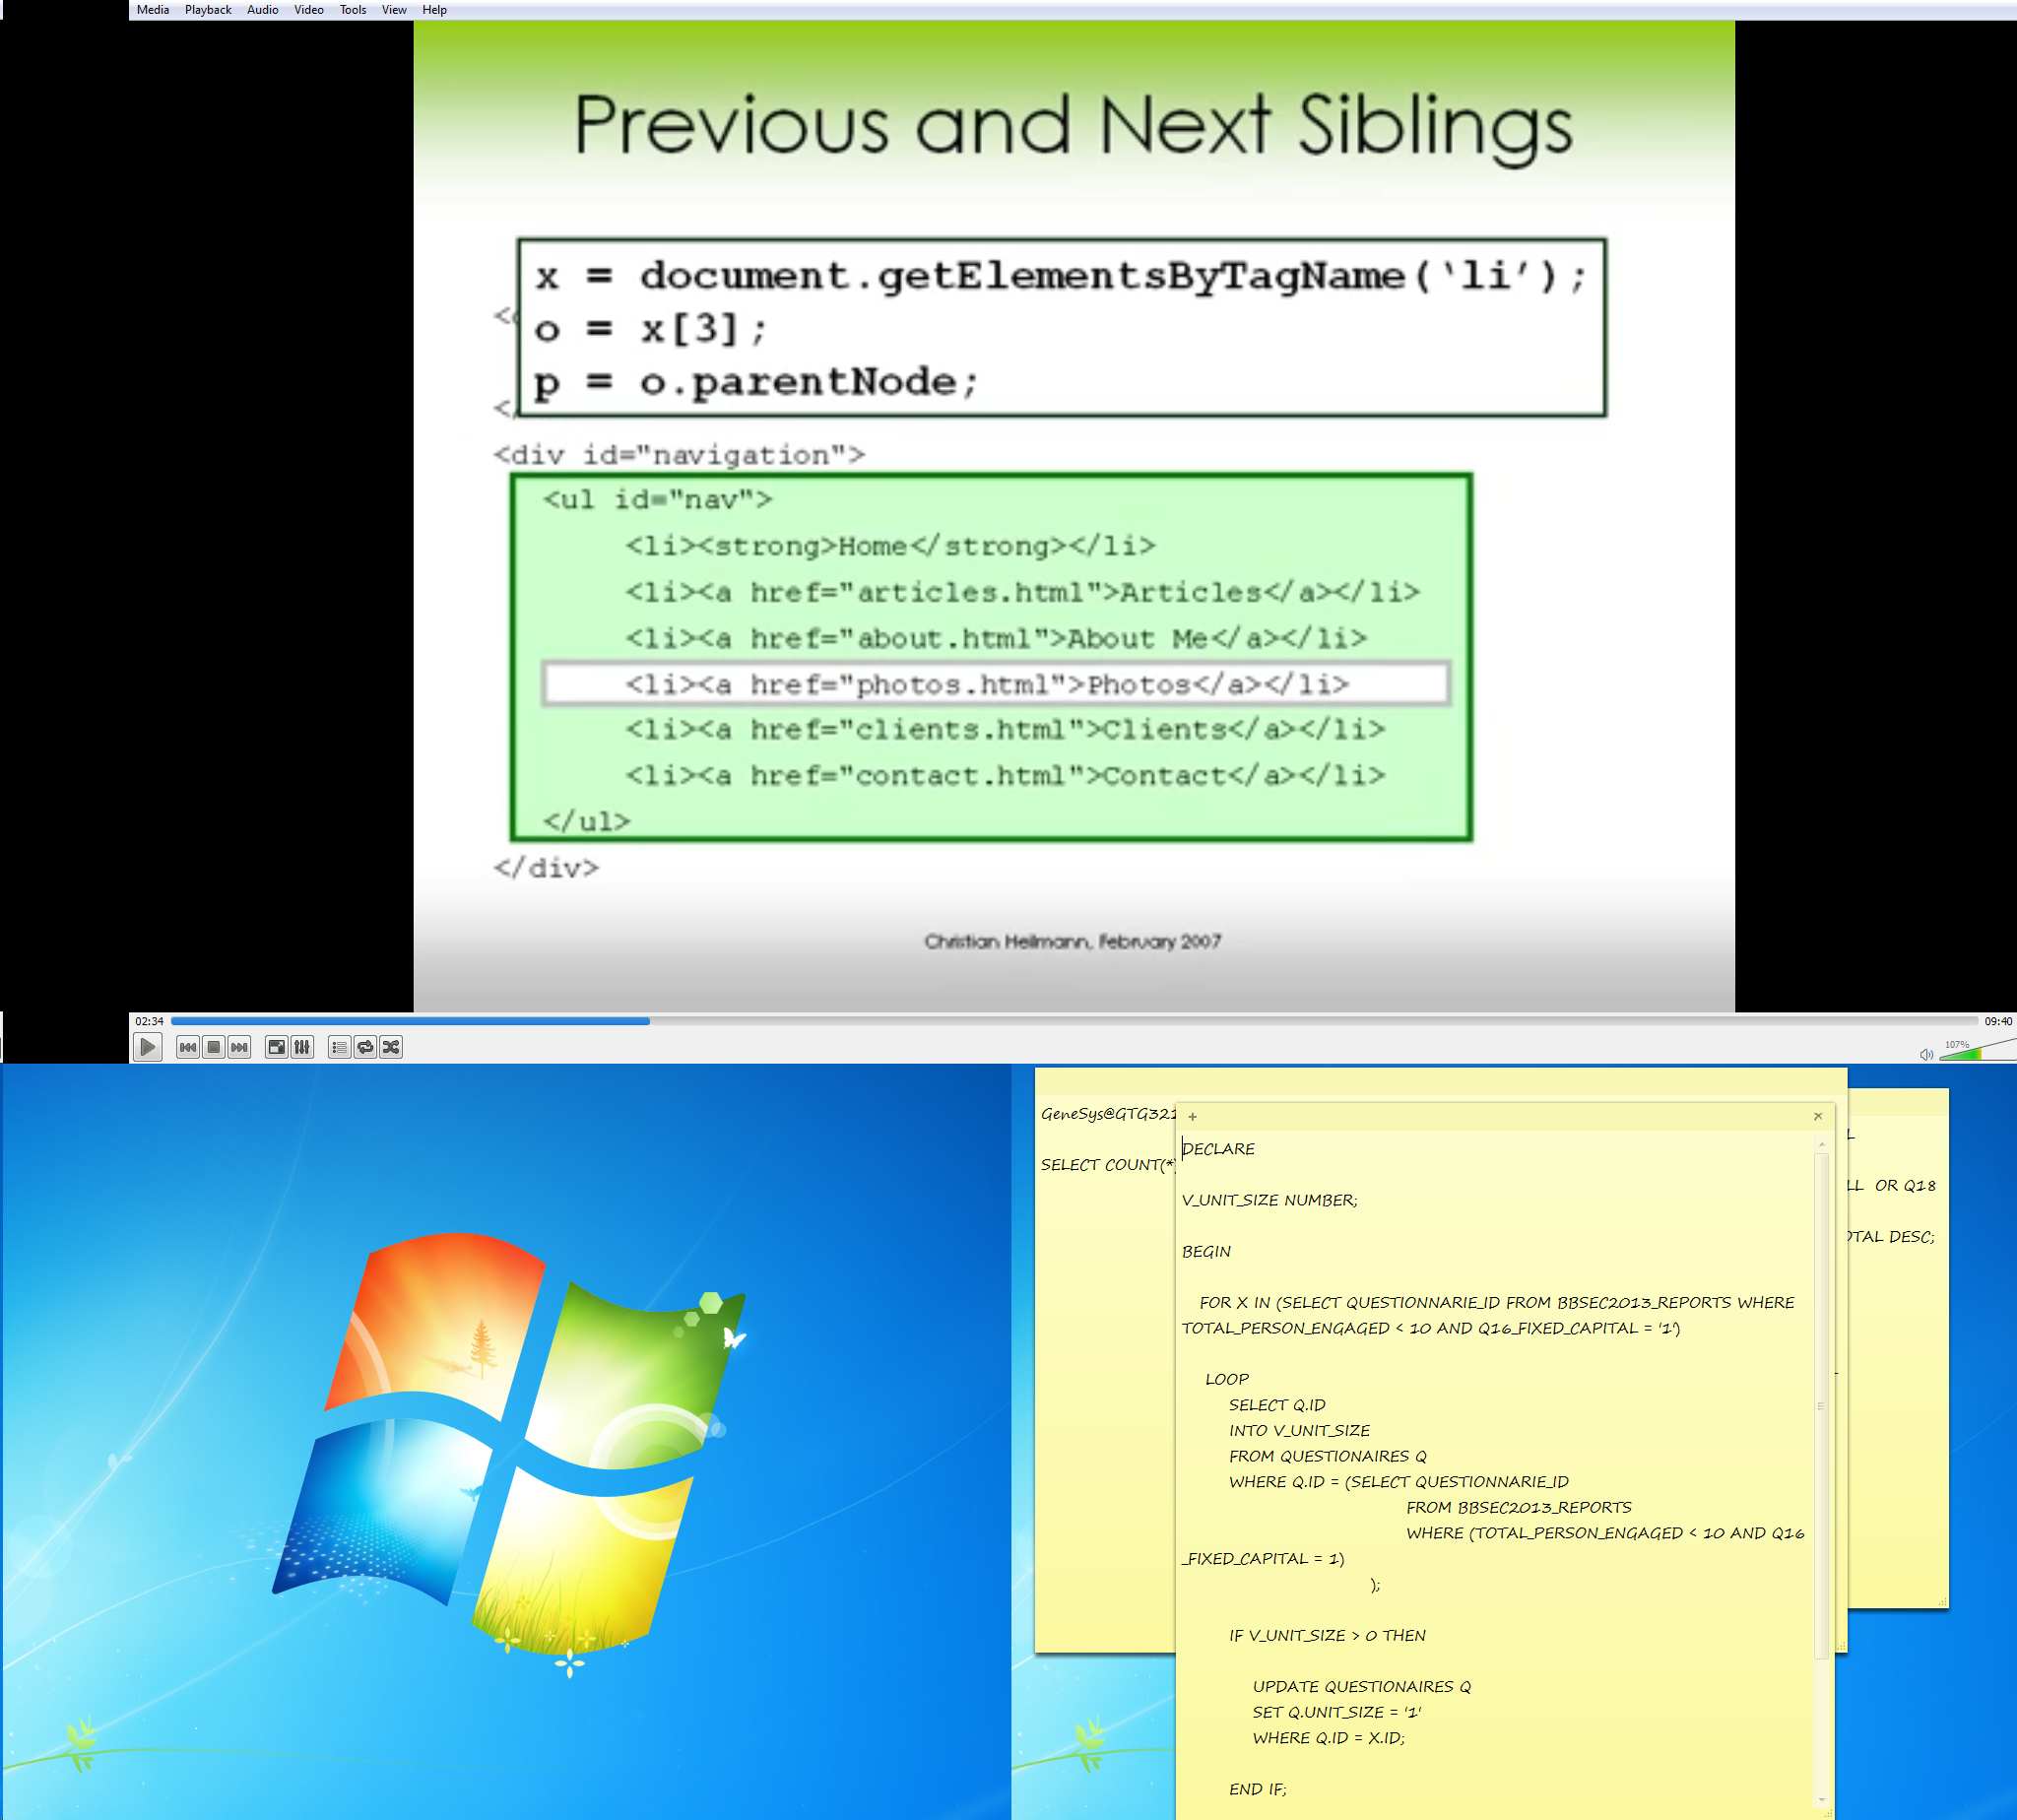 Media Playback Audio Video Tools View Help
Previous and Next Siblings
x = document.getElementsByTagName(‘li’);
o = x[3];
p = o.parentNode;
<div id="navigation">
<ul id="nav">
<li><strong>Home</strong></li>
<li><a href="articles.html">Articles</a></li>
<li><a href="about.html">About Me</a></li>
<li><a href="photos.html">Photos</a></li>
<li><a href="clients.html">Clients</a></li>
<li><a href="contact.html">Contact</a></li>
</ul>
</div>
Christian Heilmann, February 2007
02:34 09:40
107%
GeneSys@GTG321
SELECT COUNT(*)
DECLARE
V_UNIT_SIZE NUMBER;
BEGIN
FOR X IN (SELECT QUESTIONNARIE_ID FROM BBSEC2013_REPORTS WHERE
TOTAL_PERSON_ENGAGED < 10 AND Q16_FIXED_CAPITAL = '1')
LOOP
SELECT Q.ID
INTO V_UNIT_SIZE
FROM QUESTIONAIRES Q
WHERE Q.ID = (SELECT QUESTIONNARIE_ID
FROM BBSEC2013_REPORTS
WHERE (TOTAL_PERSON_ENGAGED < 10 AND Q16
_FIXED_CAPITAL = 1)
);
IF V_UNIT_SIZE > 0 THEN
UPDATE QUESTIONAIRES Q
SET Q.UNIT_SIZE = '1'
WHERE Q.ID = X.ID;
END IF;
L
LL OR Q18
OTAL DESC;